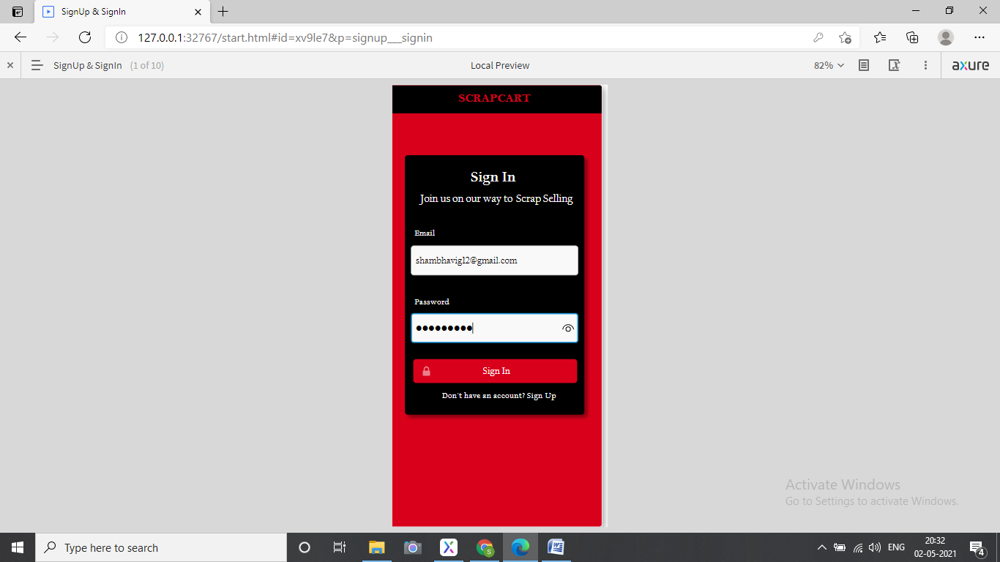 SignUp & SignIn
127.0.0.1:32767/start.html#id=xv9le7&p=signup___signin
SignUp & SignIn (1 of 10)
Local Preview
82%
axure
SCRAPCART
Sign In
Join us on our way to Scrap Selling
Email
shambhavig12@gmail.com
Password
Sign In
Don't have an account? Sign Up
Activate Windows
Go to Settings to activate Windows.
Type here to search
ENG
20:32
02-05-2021
4